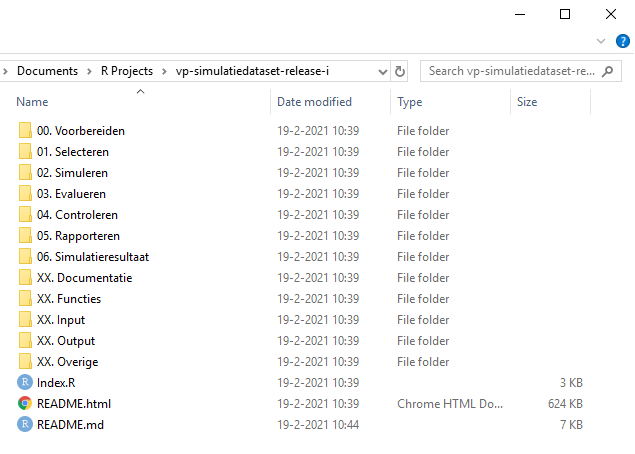 Documents > R Projects > vp-simulatiedataset-release-i
Search vp-simulatiedataset-re...
Name Date modified Type Size
00. Voorbereiden 19-2-2021 10:39 File folder
01. Selecteren 19-2-2021 10:39 File folder
02. Simuleren 19-2-2021 10:39 File folder
03. Evalueren 19-2-2021 10:39 File folder
04. Controleren 19-2-2021 10:39 File folder
05. Rapporteren 19-2-2021 10:39 File folder
06. Simulatieresultaat 19-2-2021 10:39 File folder
XX. Documentatie 19-2-2021 10:39 File folder
XX. Functies 19-2-2021 10:39 File folder
XX. Input 19-2-2021 10:39 File folder
XX. Output 19-2-2021 10:39 File folder
XX. Overige 19-2-2021 10:39 File folder
Index.R 19-2-2021 10:39 3 KB
README.html 19-2-2021 10:39 Chrome HTML Do... 624 KB
README.md 19-2-2021 10:44 7 KB